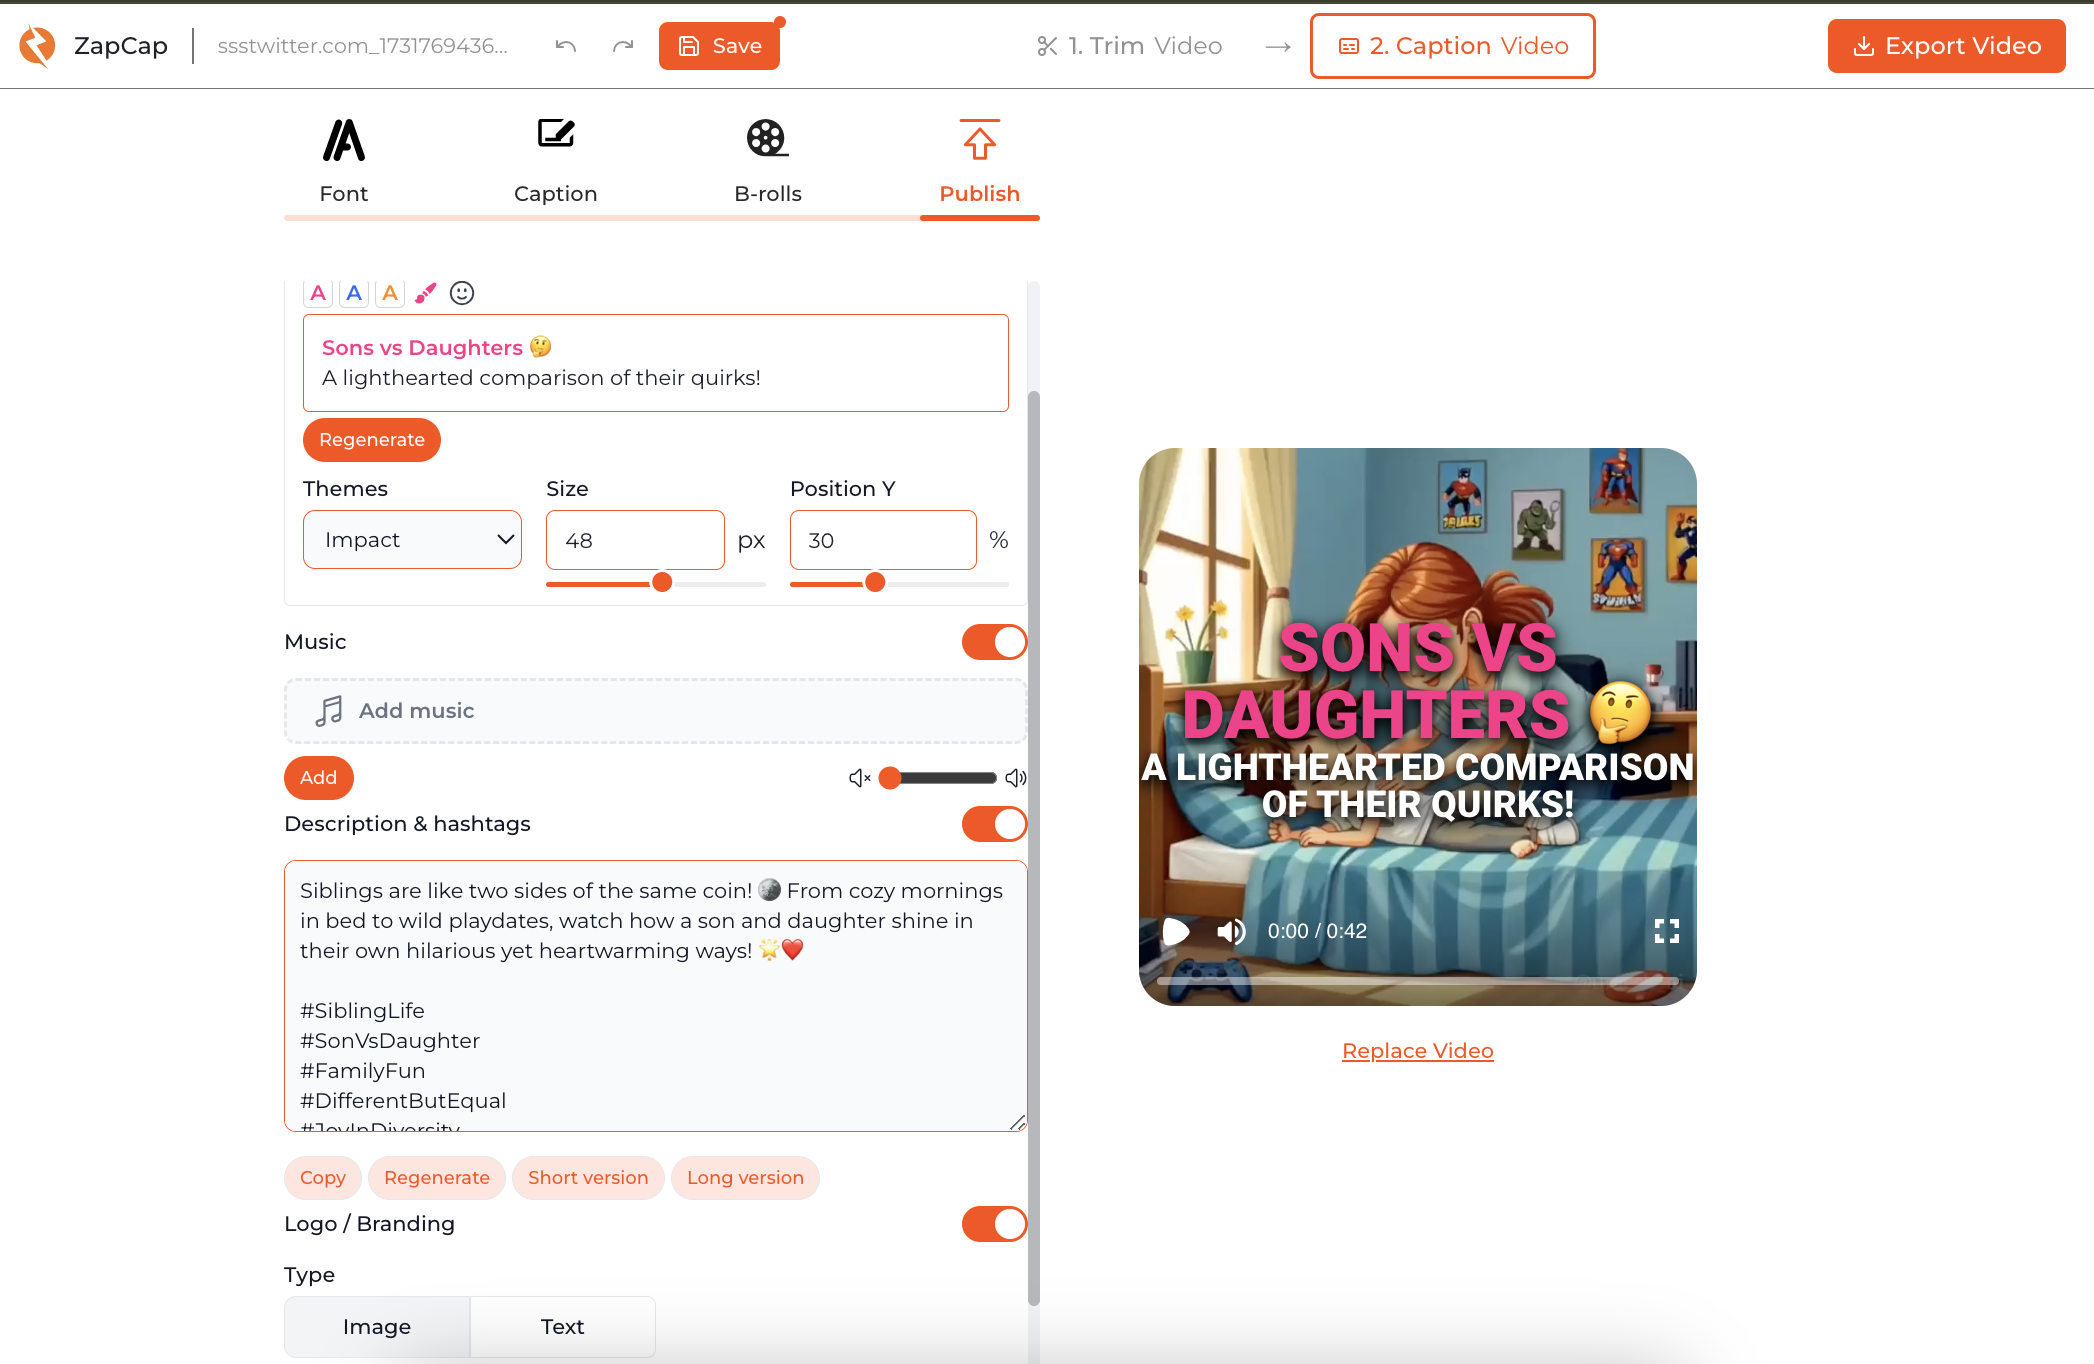 ZapCap
ssstwitter.com_1731769436...
Save
1. Trim Video
2. Caption Video
Export Video
Font
Caption
B-rolls
Publish
A A A
Sons vs Daughters 🤔
A lighthearted comparison of their quirks!
Regenerate
Themes
Size
Position Y
Impact
48
px
30
%
Music
Add music
Add
Description & hashtags
Siblings are like two sides of the same coin! 🌚 From cozy mornings
in bed to wild playdates, watch how a son and daughter shine in
their own hilarious yet heartwarming ways! 🌟❤️
#SiblingLife
#SonVsDaughter
#FamilyFun
#DifferentButEqual
#JoyInDiversity
Copy
Regenerate
Short version
Long version
Logo / Branding
Type
Image
Text
SONS VS
DAUGHTERS 🤔
A LIGHTHEARTED COMPARISON
OF THEIR QUIRKS!
0:00 / 0:42
Replace Video